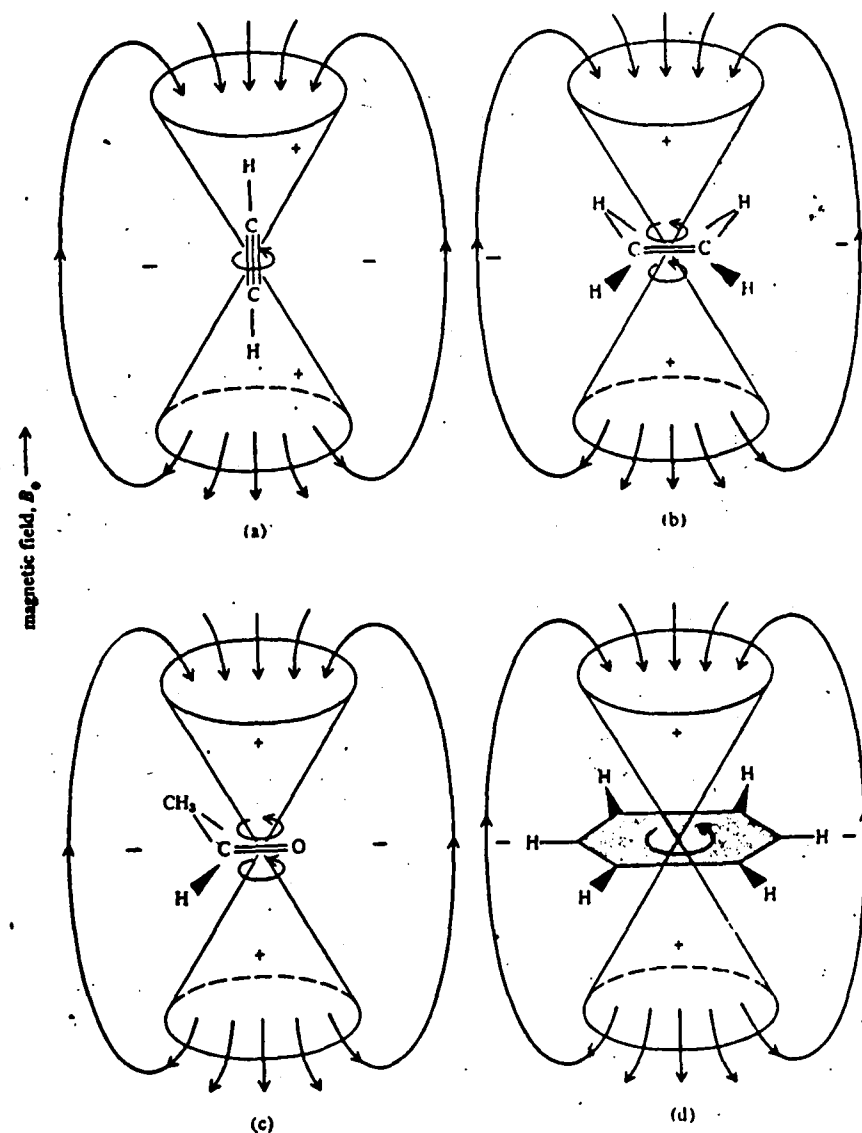 magnetic field, B₀ ⟶
+
H
C
C
H
+
–
–
(a)
+
H
H
C
C
H
H
–
–
+
(b)
+
CH₃
C
O
H
–
–
+
(c)
+
H
H
H
H
H
H
–
–
+
(d)